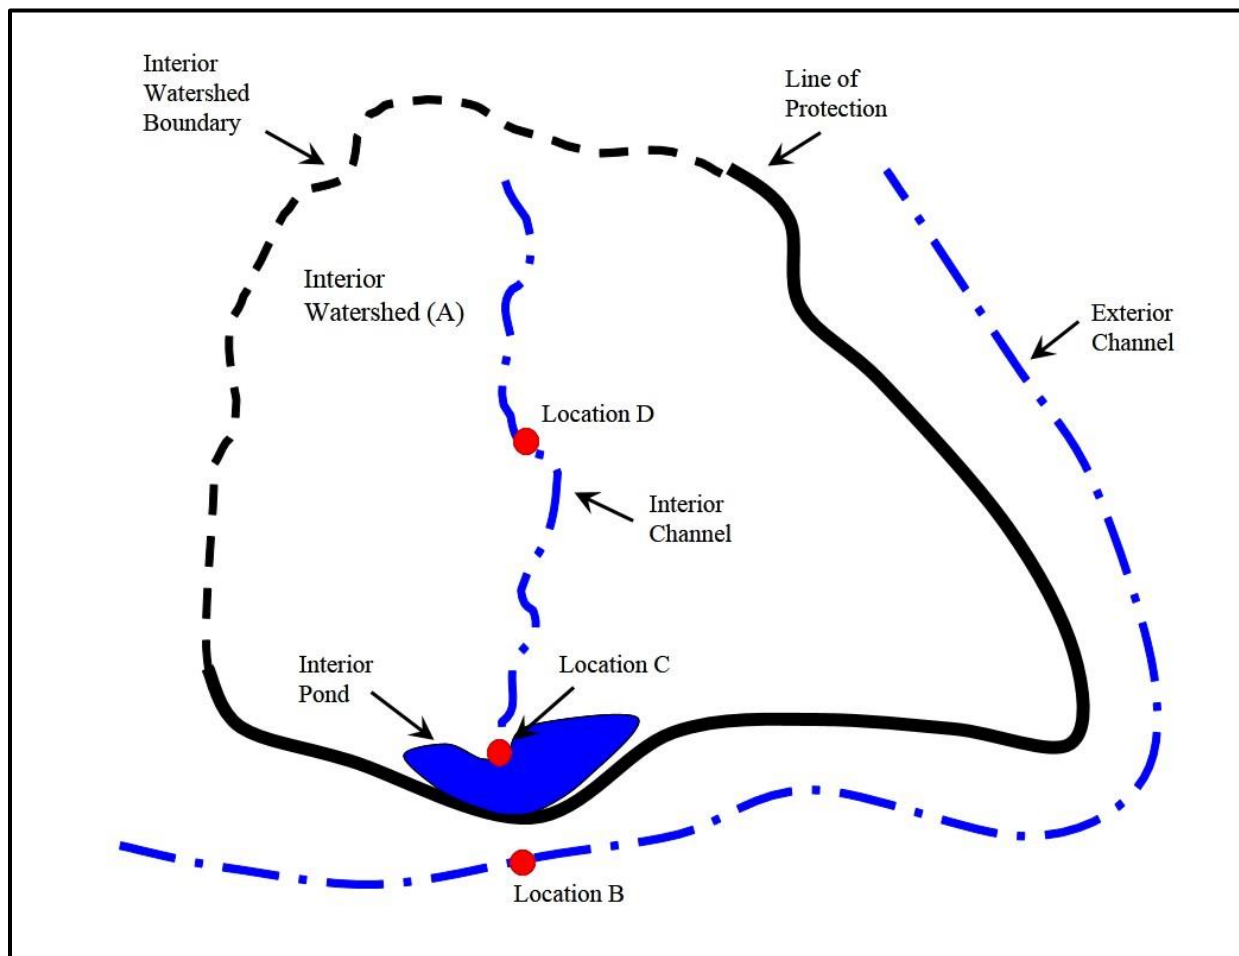 Interior
Watershed
Boundary
Line of
Protection
Interior
Watershed (A)
Exterior
Channel
Location D
Interior
Channel
Interior
Pond
Location C
Location B